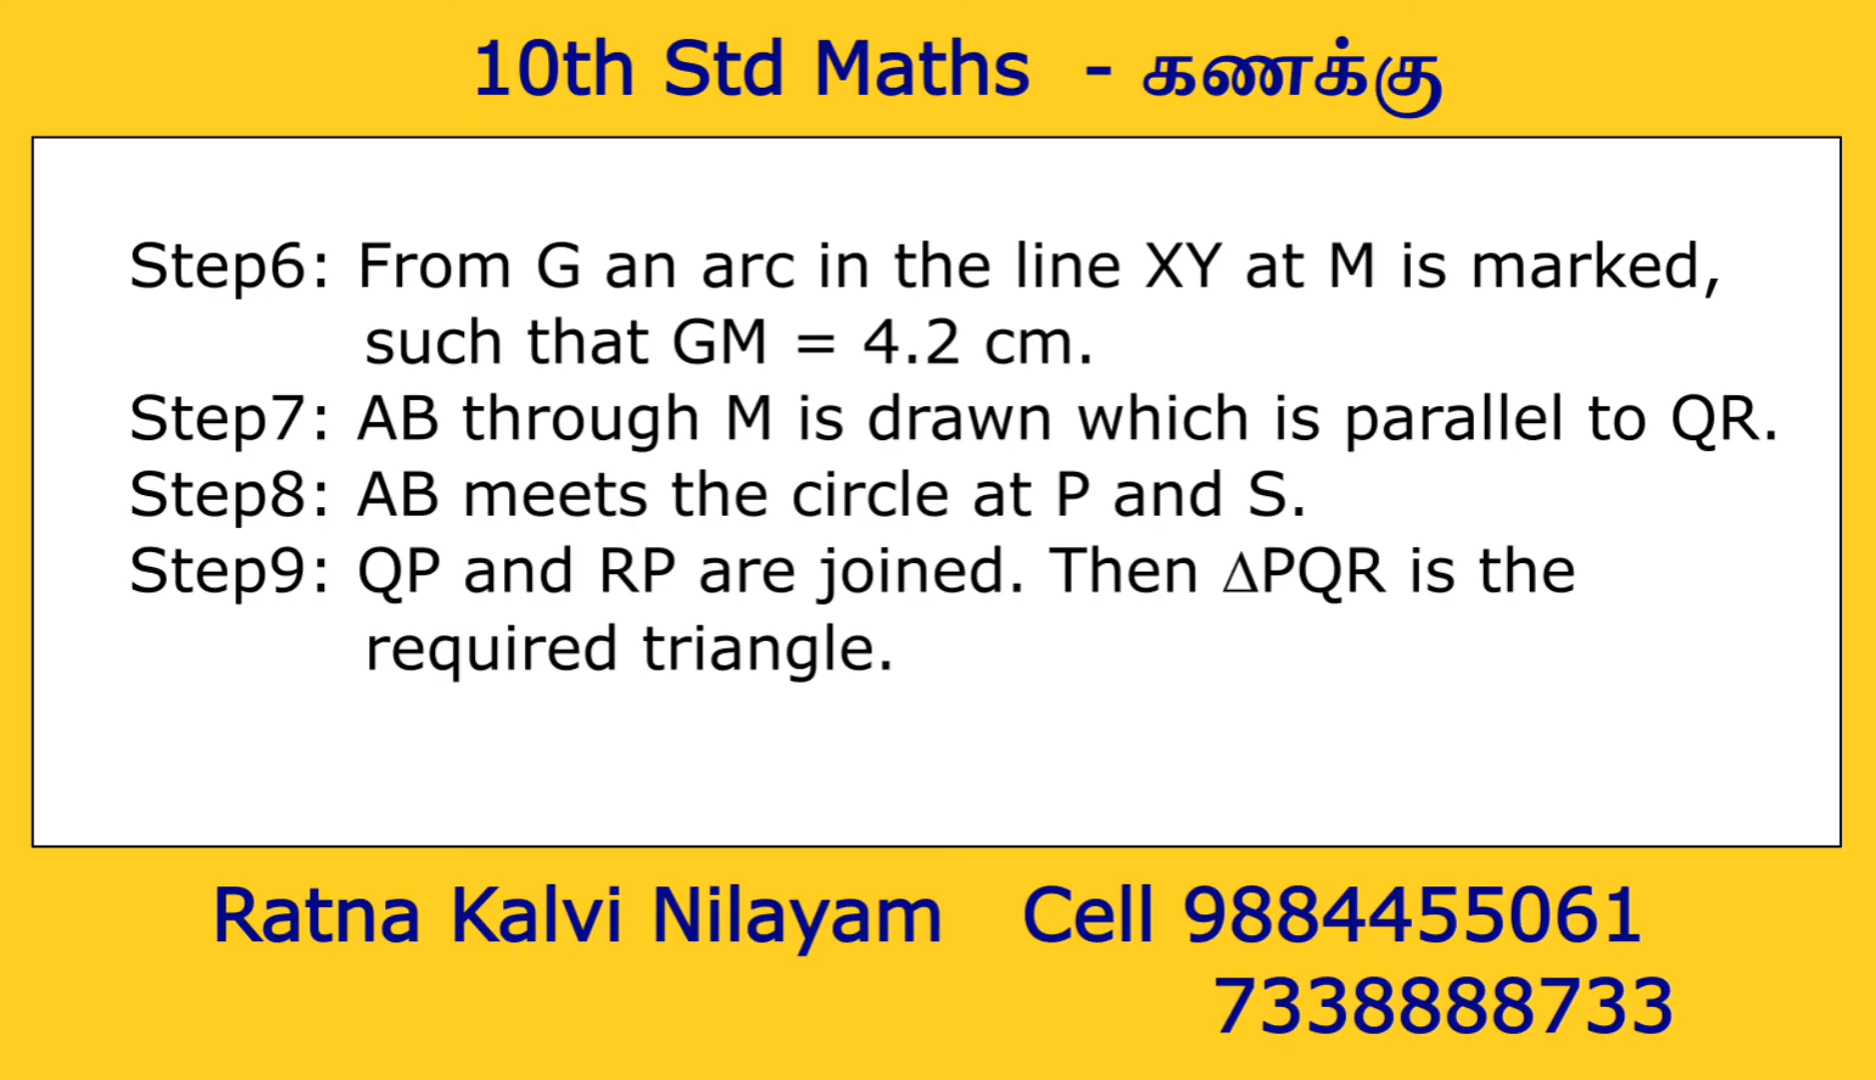 10th Std Maths - கணக்கு
Step6: From G an arc in the line XY at M is marked,
such that GM = 4.2 cm.
Step7: AB through M is drawn which is parallel to QR.
Step8: AB meets the circle at P and S.
Step9: QP and RP are joined. Then ΔPQR is the
required triangle.
Ratna Kalvi Nilayam Cell 9884455061
7338888733